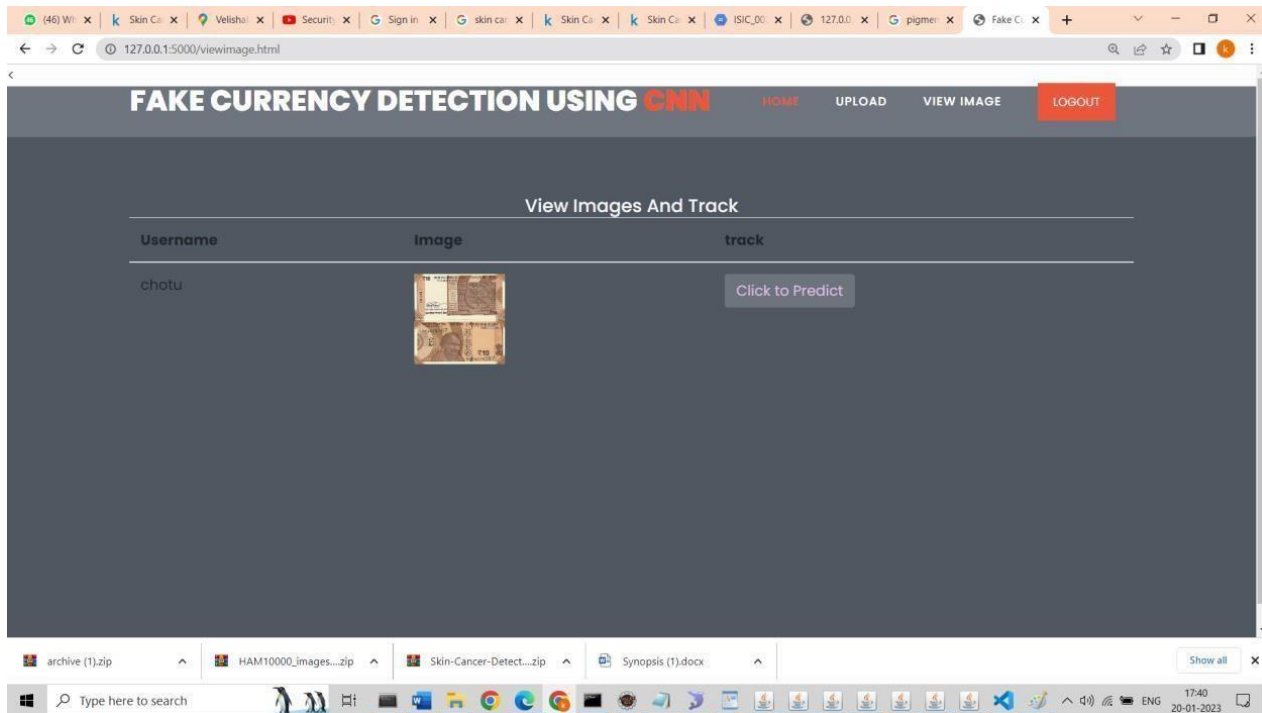 (46) Wh
Skin Ca
Velisha
Securit
Sign in
skin car
Skin Ca
Skin Ca
ISIC_00
127.0.0
pigmen
Fake Cu
127.0.0.1:5000/viewimage.html
k
<
FAKE CURRENCY DETECTION USING CNN
HOME UPLOAD VIEW IMAGE LOGOUT
View Images And Track
Username Image track
chotu Click to Predict
₹10
archive (1).zip HAM10000_images....zip Skin-Cancer-Detect....zip Synopsis (1).docx Show all
Type here to search
ENG 17:40
20-01-2023